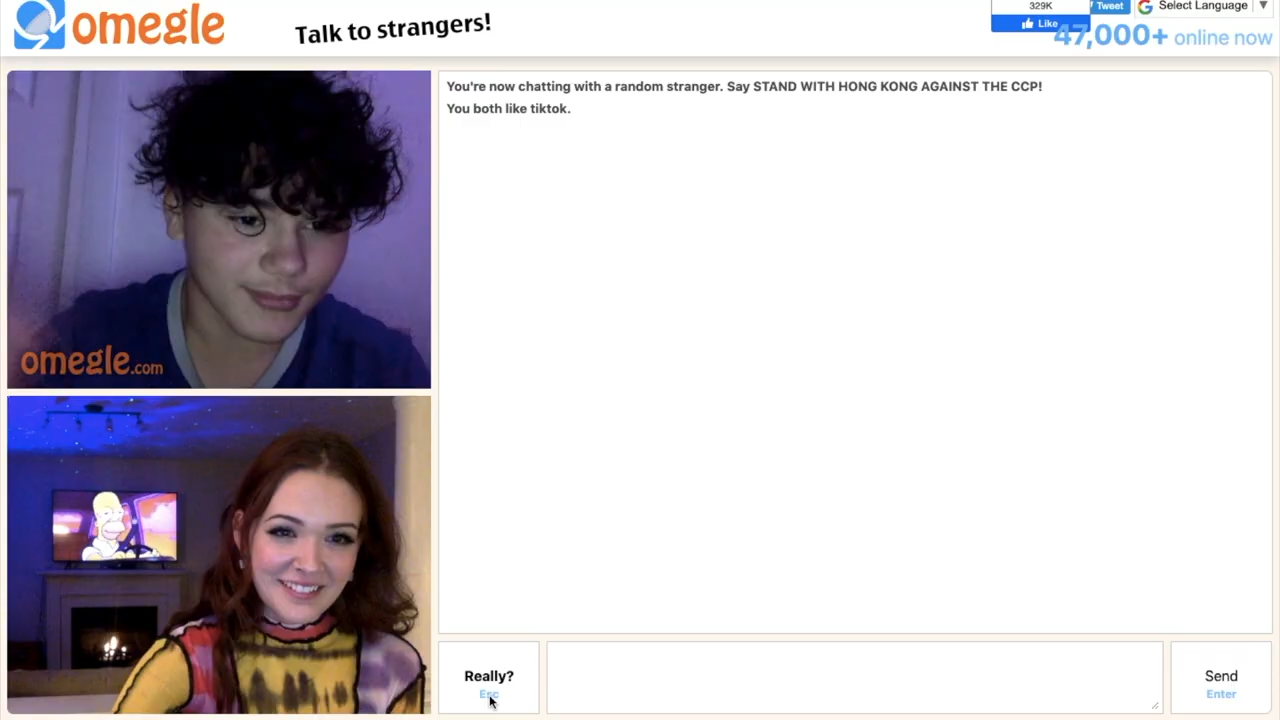 omegle
Talk to strangers!
329K
Like
Tweet
Select Language
47,000+ online now
You're now chatting with a random stranger. Say STAND WITH HONG KONG AGAINST THE CCP!
You both like tiktok.
omegle.com
Really?
Esc
Send
Enter